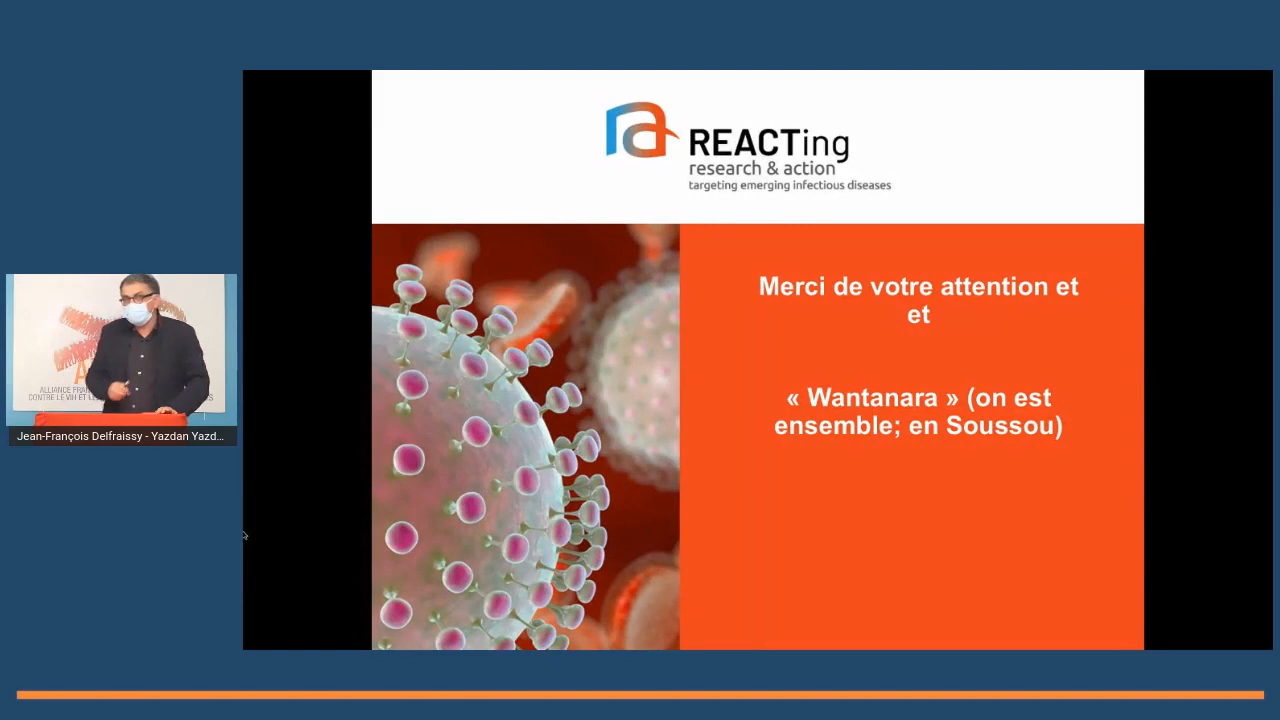 REACTing
research & action
targeting emerging infectious diseases
Merci de votre attention et
et
« Wantanara » (on est
ensemble; en Soussou)
ALLIANCE FRAN
CONTRE LE VIH ET LE
Jean-François Delfraissy - Yazdan Yazd...